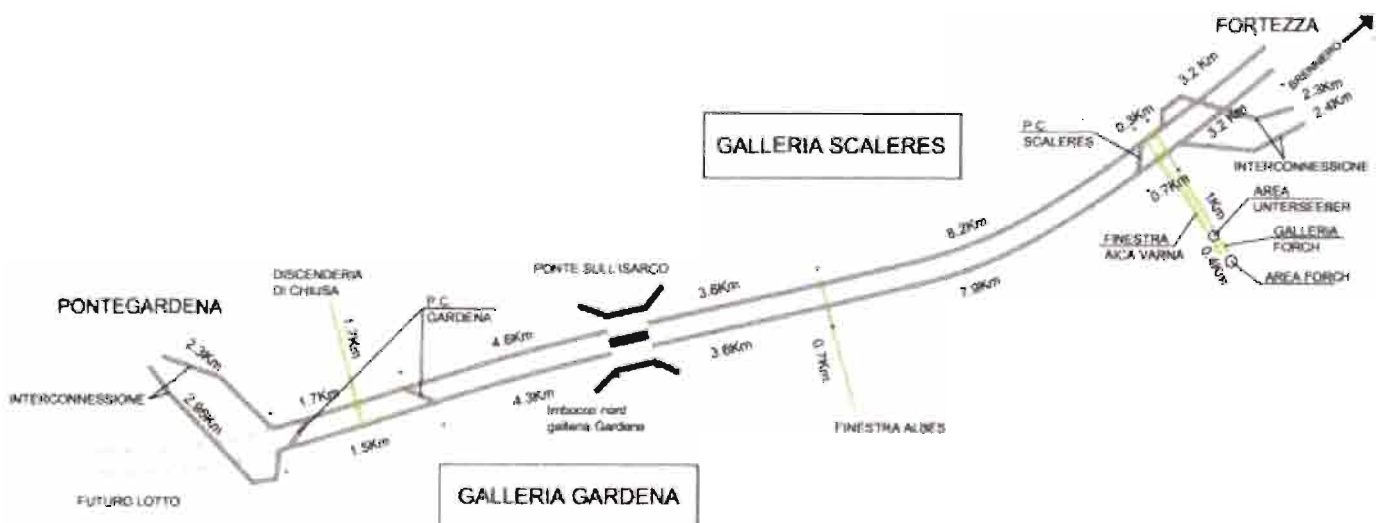 FORTEZZA
BRENNERO
3.2 Km
2.3Km
2.4Km
0.3Km
3.2 Km
P.C.
SCALERES
INTERCONNESSIONE
GALLERIA SCALERES
0.7Km
1Km
AREA
UNTERSEEBER
GALLERIA
FORCH
FINESTRA
AICA VARNA
0.4Km
AREA FORCH
8.2Km
7.9Km
PONTE SULL'ISARCO
3.6Km
3.6Km
0.7Km
FINESTRA ALBES
DISCENDERIA
DI CHIUSA
1.7Km
P.C.
GARDENA
PONTEGARDENA
2.3Km
INTERCONNESSIONE
1.7Km
4.6Km
4.3Km
Imbocco nord
galleria Gardena
1.5Km
FUTURO LOTTO
GALLERIA GARDENA